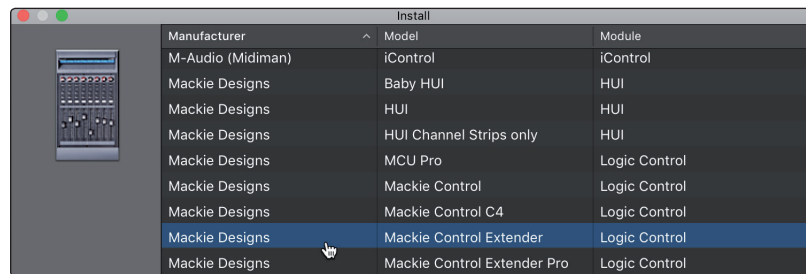 Install
Manufacturer Model Module
M-Audio (Midiman) iControl iControl
Mackie Designs Baby HUI HUI
Mackie Designs HUI HUI
Mackie Designs HUI Channel Strips only HUI
Mackie Designs MCU Pro Logic Control
Mackie Designs Mackie Control Logic Control
Mackie Designs Mackie Control C4 Logic Control
Mackie Designs Mackie Control Extender Logic Control
Mackie Designs Mackie Control Extender Pro Logic Control